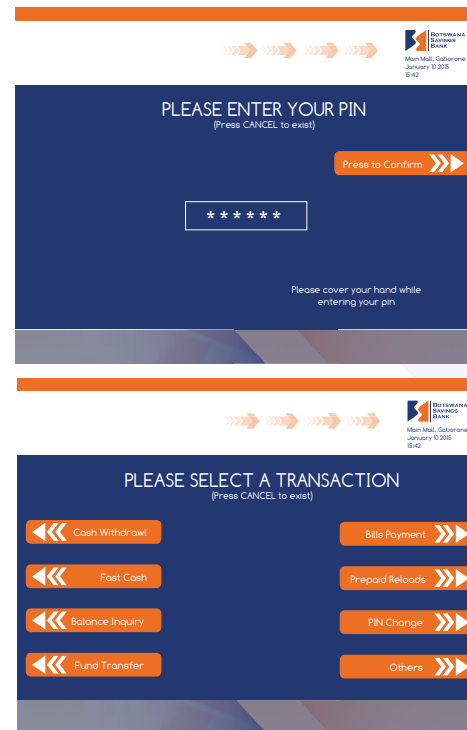 BOTSWANA
SAVINGS
BANK
Main Mall, Gaborone
January 10 2015
15:42
PLEASE ENTER YOUR PIN
(Press CANCEL to exist)
Press to Confirm
******
Please cover your hand while
entering your pin
BOTSWANA
SAVINGS
BANK
Main Mall, Gaborone
January 10 2015
15:42
PLEASE SELECT A TRANSACTION
(Press CANCEL to exist)
Cash Withdrawl
Bills Payment
Fast Cash
Prepaid Reloads
Balance Inquiry
PIN Change
Fund Transfer
Others